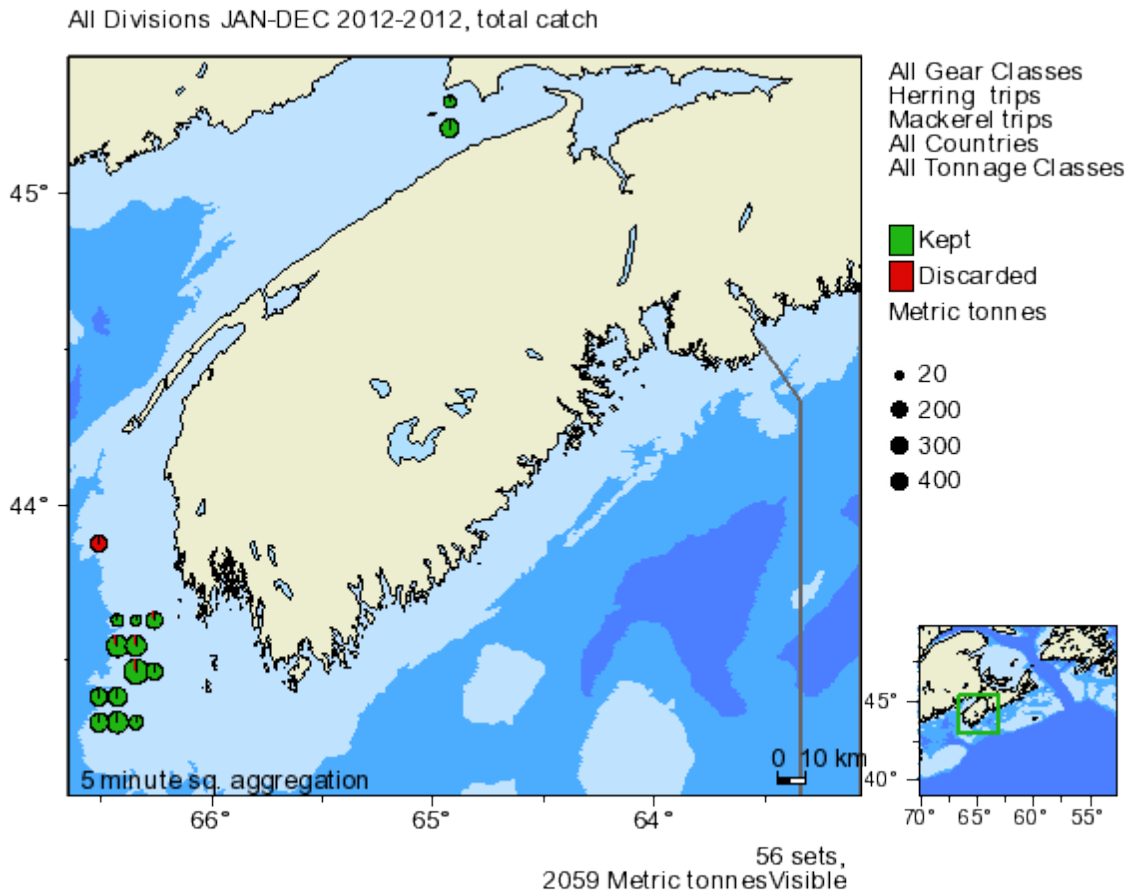 All Divisions JAN-DEC 2012-2012, total catch
All Gear Classes
Herring trips
Mackerel trips
All Countries
All Tonnage Classes
Kept
Discarded
Metric tonnes
20
200
300
400
45°
44°
0 10 km
5 minute sq. aggregation
66°
65°
64°
45°
40°
70°
65°
60°
55°
56 sets,
2059 Metric tonnesVisible